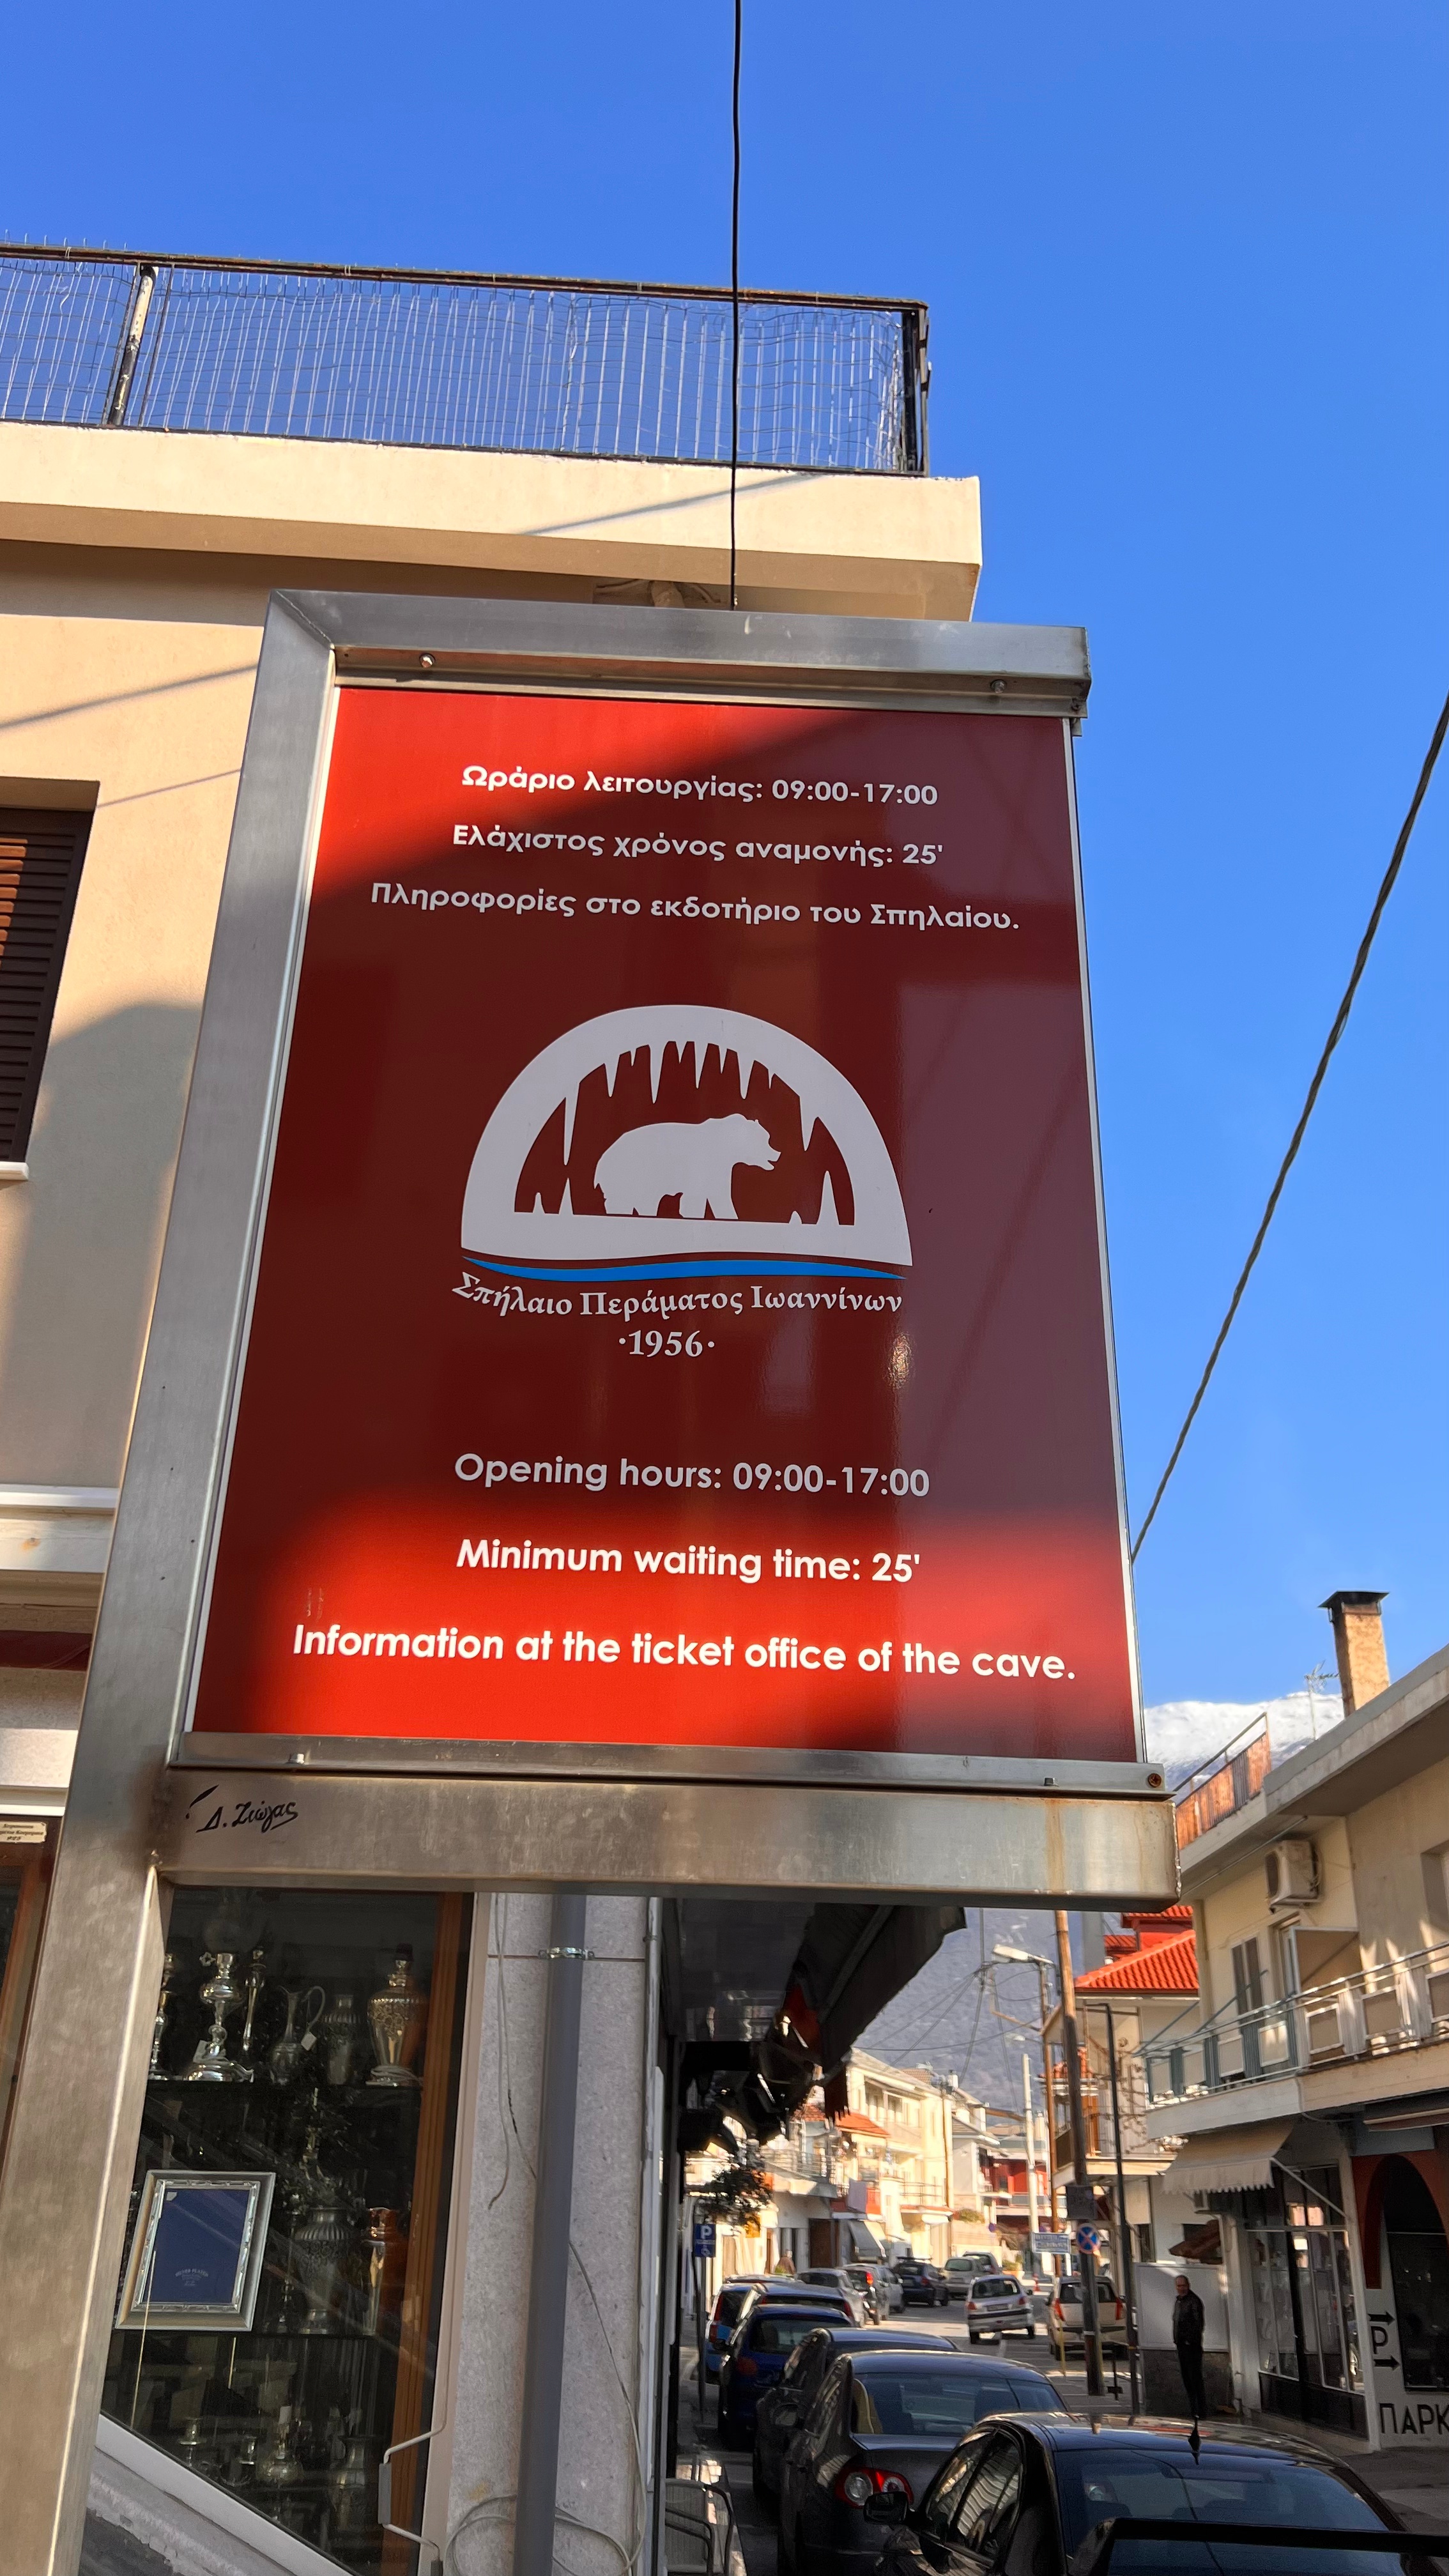 Ωράριο λειτουργίας: 09:00-17:00
Ελάχιστος χρόνος αναμονής: 25'
Πληροφορίες στο εκδοτήριο του Σπηλαίου.
Σπήλαιο Περάματος Ιωαννίνων
·1956·
Opening hours: 09:00-17:00
Minimum waiting time: 25'
Information at the ticket office of the cave.
Δ. Ζιώγας
P
P
ΠΑΡΚ